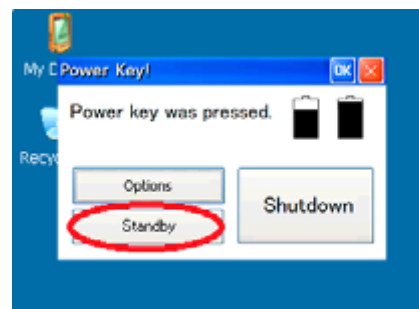 My D
Power Key!
OK
Power key was pressed.
Recyc
Options
Standby
Shutdown